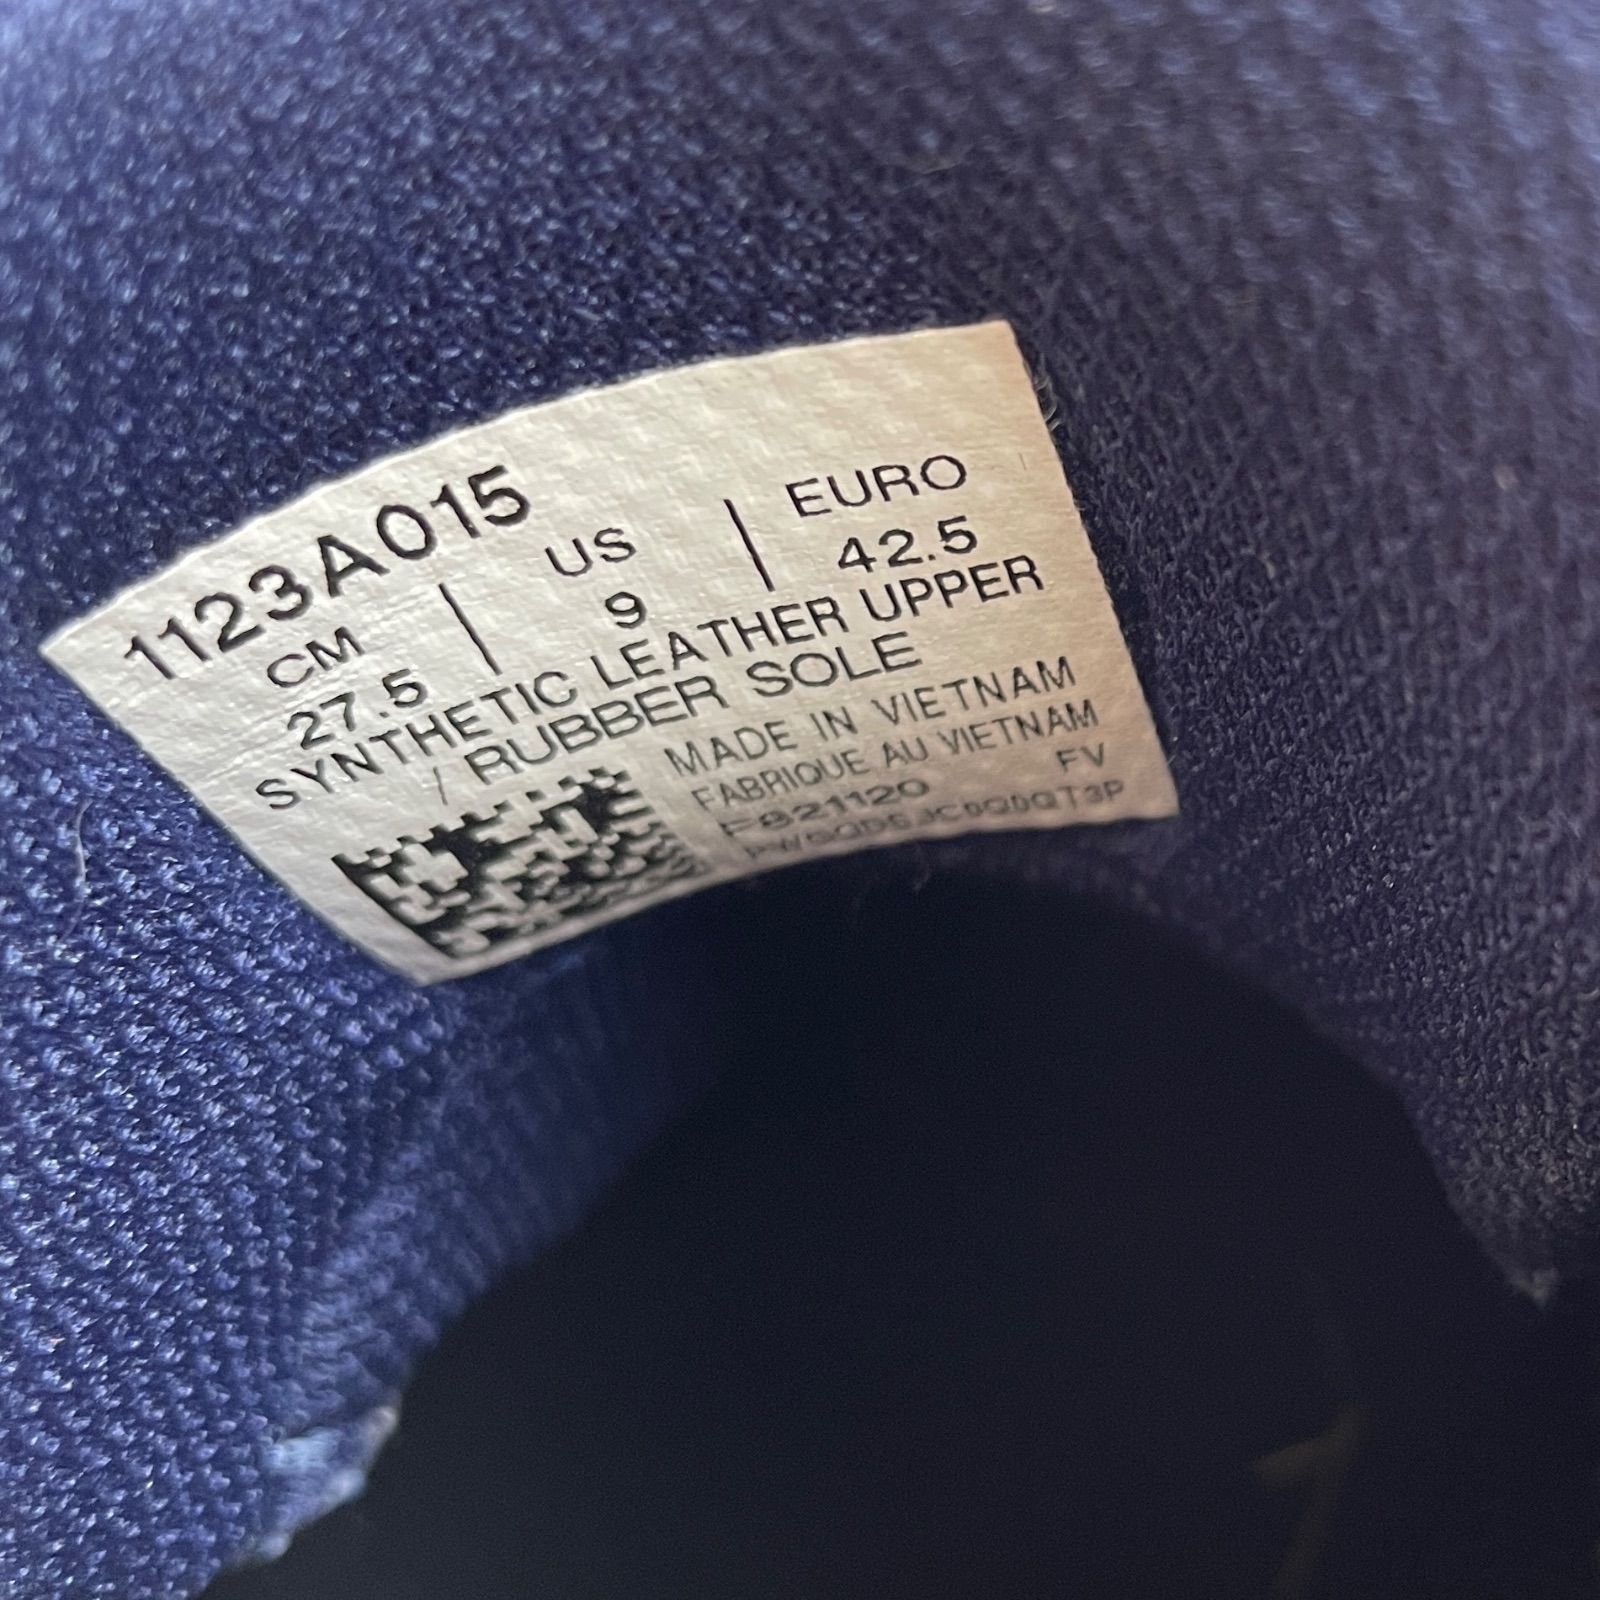 1123A015
CM | US | EURO
27.5 | 9 | 42.5
SYNTHETIC LEATHER UPPER
/ RUBBER SOLE
MADE IN VIETNAM
FABRIQUE AU VIETNAM
F821120 FV